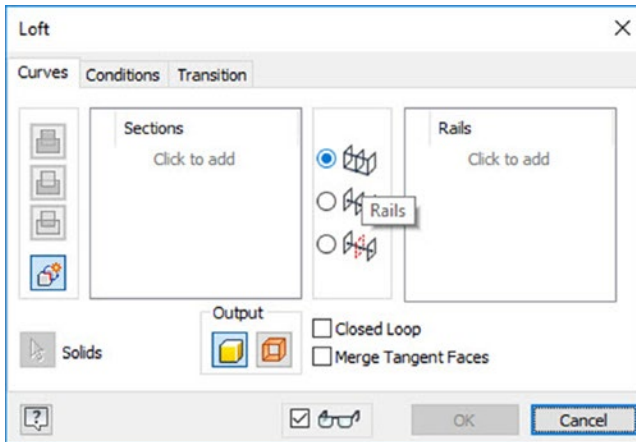 Loft
Curves Conditions Transition
Sections
Click to add
Rails
Click to add
Rails
Output
Solids
Closed Loop
Merge Tangent Faces
?
OK
Cancel